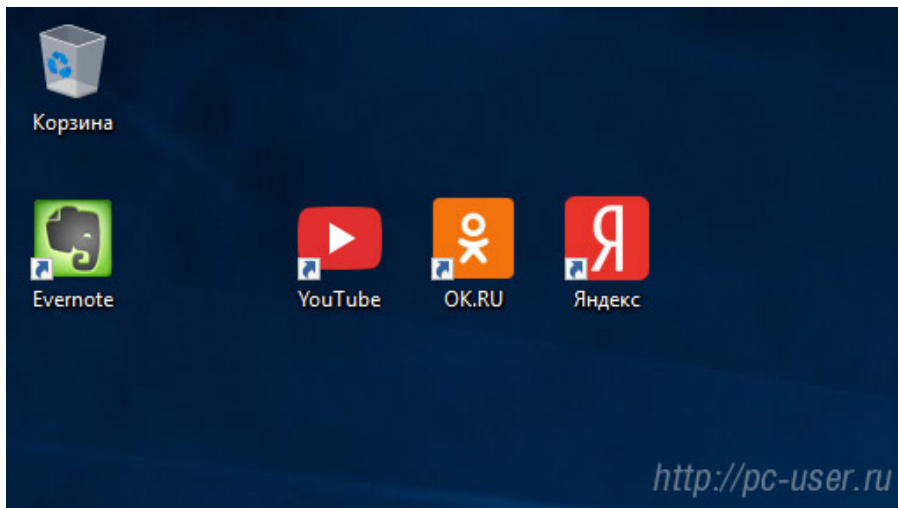 Корзина
Evernote
YouTube
OK.RU
Яндекс
http://pc-user.ru